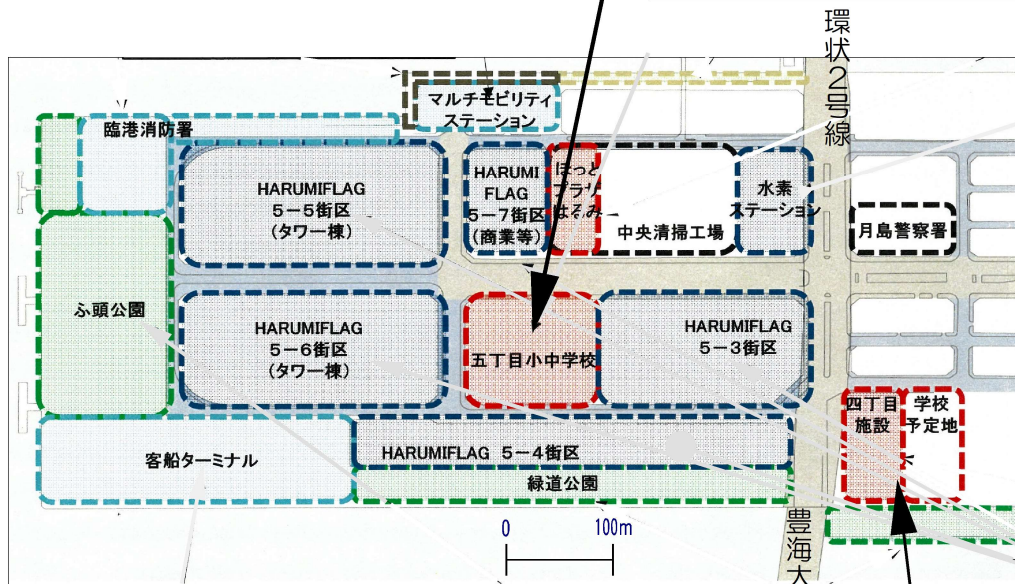 環状2号線
マルチモビリティ
ステーション
臨港消防署
HARUMIFLAG
5-5街区
(タワー棟)
HARUMI
FLAG
5-7街区
(商業等)
ほっと
プラザ
はるみ
中央清掃工場
水素
ステーション
月島警察署
ふ頭公園
HARUMIFLAG
5-6街区
(タワー棟)
五丁目小中学校
HARUMIFLAG
5-3街区
四丁目
施設
学校
予定地
客船ターミナル
HARUMIFLAG 5-4街区
緑道公園
豊海大
0 100m